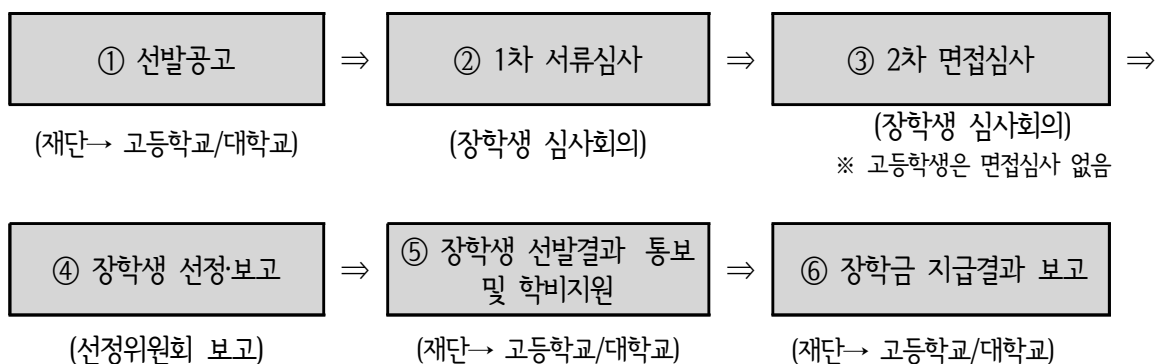 ① 선발공고 ⇒ ② 1차 서류심사 ⇒ ③ 2차 면접심사 ⇒
(재단→ 고등학교/대학교) (장학생 심사회의) (장학생 심사회의)
※ 고등학생은 면접심사 없음
④ 장학생 선정·보고 ⇒ ⑤ 장학생 선발결과 통보
및 학비지원 ⇒ ⑥ 장학금 지급결과 보고
(선정위원회 보고) (재단→ 고등학교/대학교) (재단→ 고등학교/대학교)